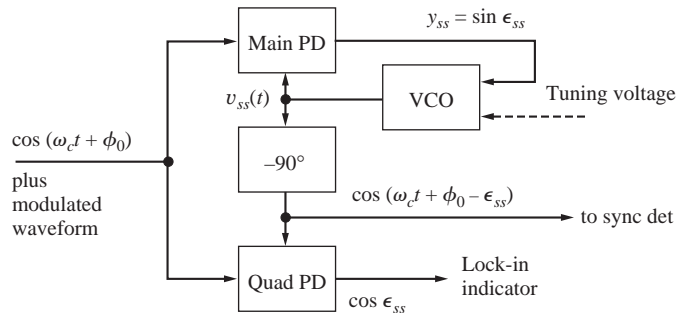 y_ss = sin ϵ_ss
Main PD
v_ss(t)
VCO
Tuning voltage
cos (ω_c t + ϕ_0)
plus
modulated
waveform
–90°
cos (ω_c t + ϕ_0 – ϵ_ss)
to sync det
Quad PD
Lock-in
indicator
cos ϵ_ss